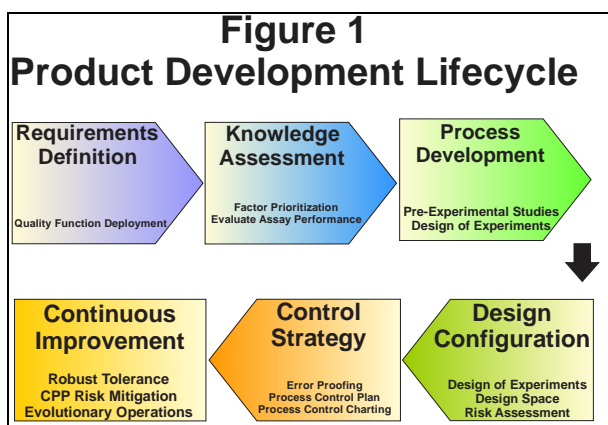 Figure 1
Product Development Lifecycle
Requirements
Definition
Quality Function Deployment
Knowledge
Assessment
Factor Prioritization
Evaluate Assay Performance
Process
Development
Pre-Experimental Studies
Design of Experiments
Design
Configuration
Design of Experiments
Design Space
Risk Assessment
Control
Strategy
Error Proofing
Process Control Plan
Process Control Charting
Continuous
Improvement
Robust Tolerance
CPP Risk Mitigation
Evolutionary Operations